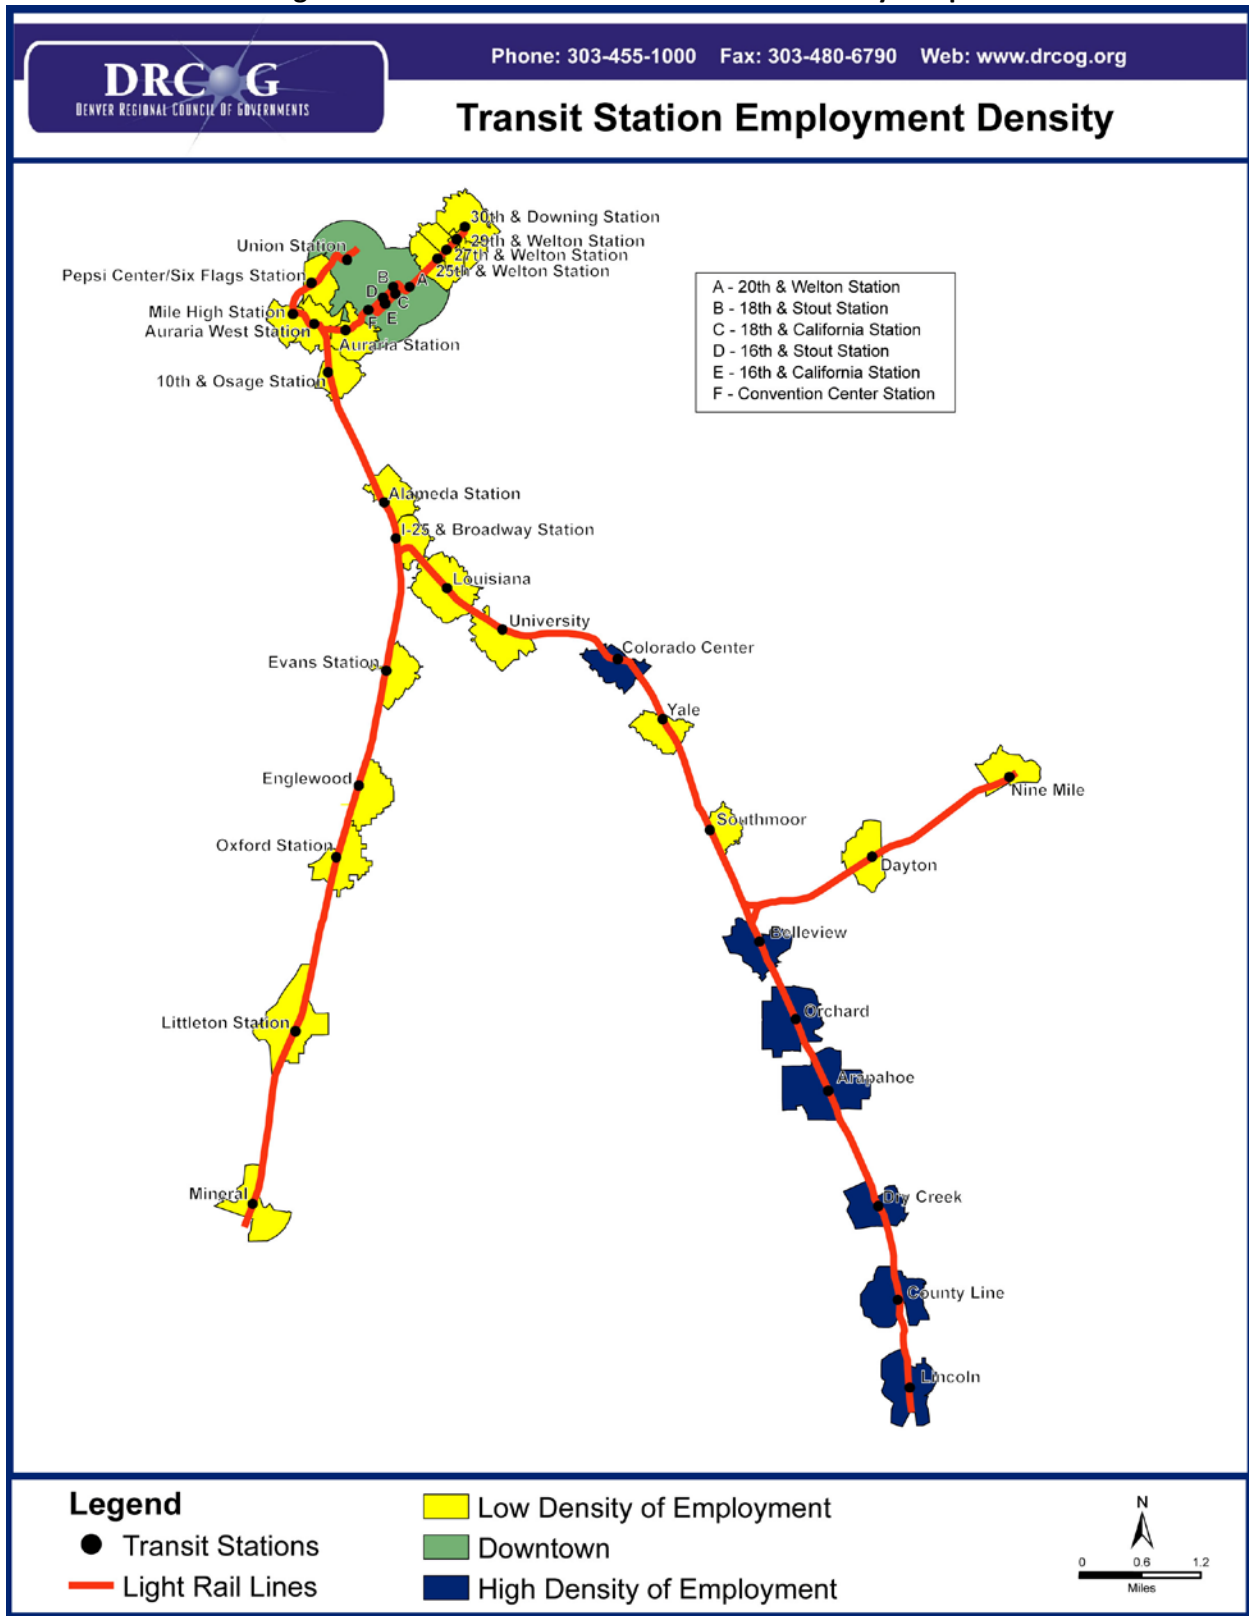 Phone: 303-455-1000 Fax: 303-480-6790 Web: www.drcog.org
DRCOG
DENVER REGIONAL COUNCIL OF GOVERNMENTS
Transit Station Employment Density
30th & Downing Station
Union Station
29th & Welton Station
27th & Welton Station
25th & Welton Station
Pepsi Center/Six Flags Station
A
B
C
D
E
F
Mile High Station
Auraria West Station
Auraria Station
10th & Osage Station
A - 20th & Welton Station
B - 18th & Stout Station
C - 18th & California Station
D - 16th & Stout Station
E - 16th & California Station
F - Convention Center Station
Alameda Station
I-25 & Broadway Station
Louisiana
University
Colorado Center
Evans Station
Yale
Englewood
Nine Mile
Southmoor
Oxford Station
Dayton
Belleview
Orchard
Littleton Station
Arapahoe
Mineral
Dry Creek
County Line
Lincoln
Legend
Transit Stations
Light Rail Lines
Low Density of Employment
Downtown
High Density of Employment
N
0 0.6 1.2
Miles